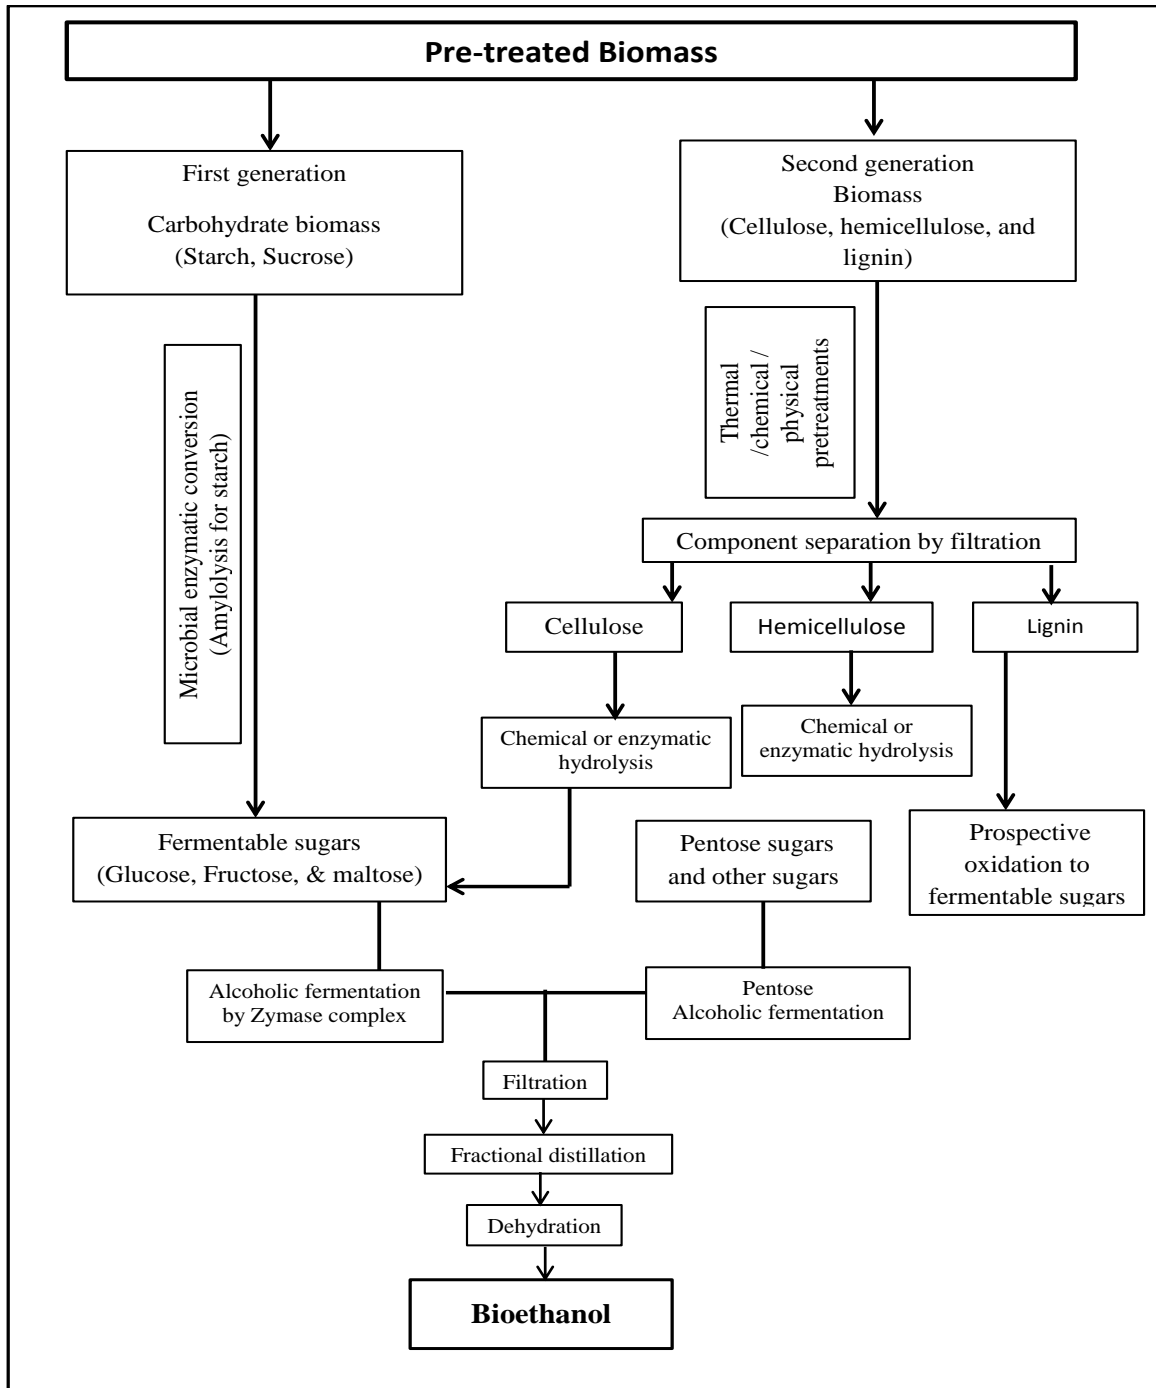 Pre-treated Biomass
First generation
Carbohydrate biomass
(Starch, Sucrose)
Second generation
Biomass
(Cellulose, hemicellulose, and
lignin)
Microbial enzymatic conversion
(Amylolysis for starch)
Thermal
/chemical /
physical
pretreatments
Component separation by filtration
Cellulose
Hemicellulose
Lignin
Chemical or enzymatic
hydrolysis
Chemical or
enzymatic hydrolysis
Fermentable sugars
(Glucose, Fructose, & maltose)
Pentose sugars
and other sugars
Prospective
oxidation to
fermentable sugars
Alcoholic fermentation
by Zymase complex
Pentose
Alcoholic fermentation
Filtration
Fractional distillation
Dehydration
Bioethanol